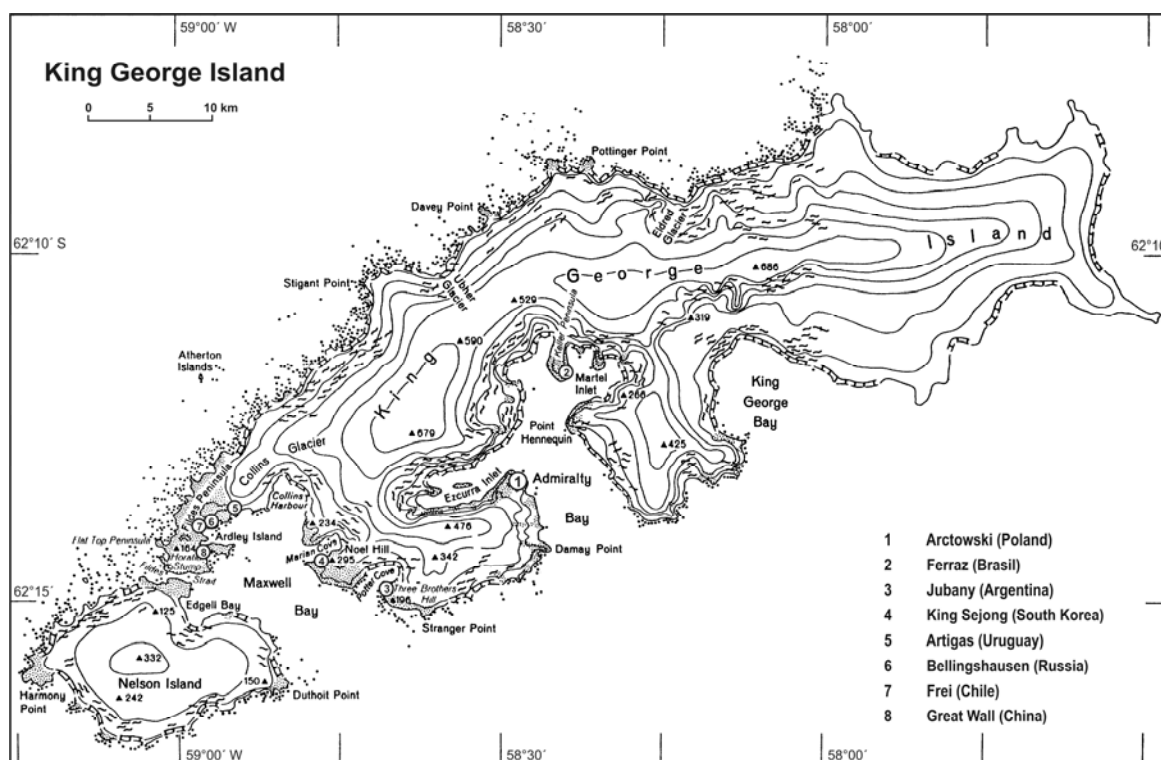 59°00′ W
58°30′
58°00′
King George Island
0 5 10 km
Pottinger Point
Davey Point
Eldred
Glacier
62°10′ S
62°10′
Island
George
686
Stigant Point
Usher
Glacier
529
319
Peninsula
590
King
Atherton
Islands
2
Martel
Inlet
King
George
Bay
266
Point
Hennequin
679
425
Glacier
Collins
Peninsula
Ezcurra Inlet
1
Admiralty
Bay
Collins
Harbour
5
6
7
234
476
Ardley Island
Flat Top Peninsula
164
8
Marian Cove
Noel Hill
4
295
342
Damay Point
Potter Cove
Strad
Maxwell
Bay
3
Three Brothers
Hill
196
62°15′
125
Edgell Bay
Stranger Point
332
Nelson Island
150
242
Harmony
Point
Duthoit Point
1 Arctowski (Poland)
2 Ferraz (Brasil)
3 Jubany (Argentina)
4 King Sejong (South Korea)
5 Artigas (Uruguay)
6 Bellingshausen (Russia)
7 Frei (Chile)
8 Great Wall (China)
59°00′ W
58°30′
58°00′